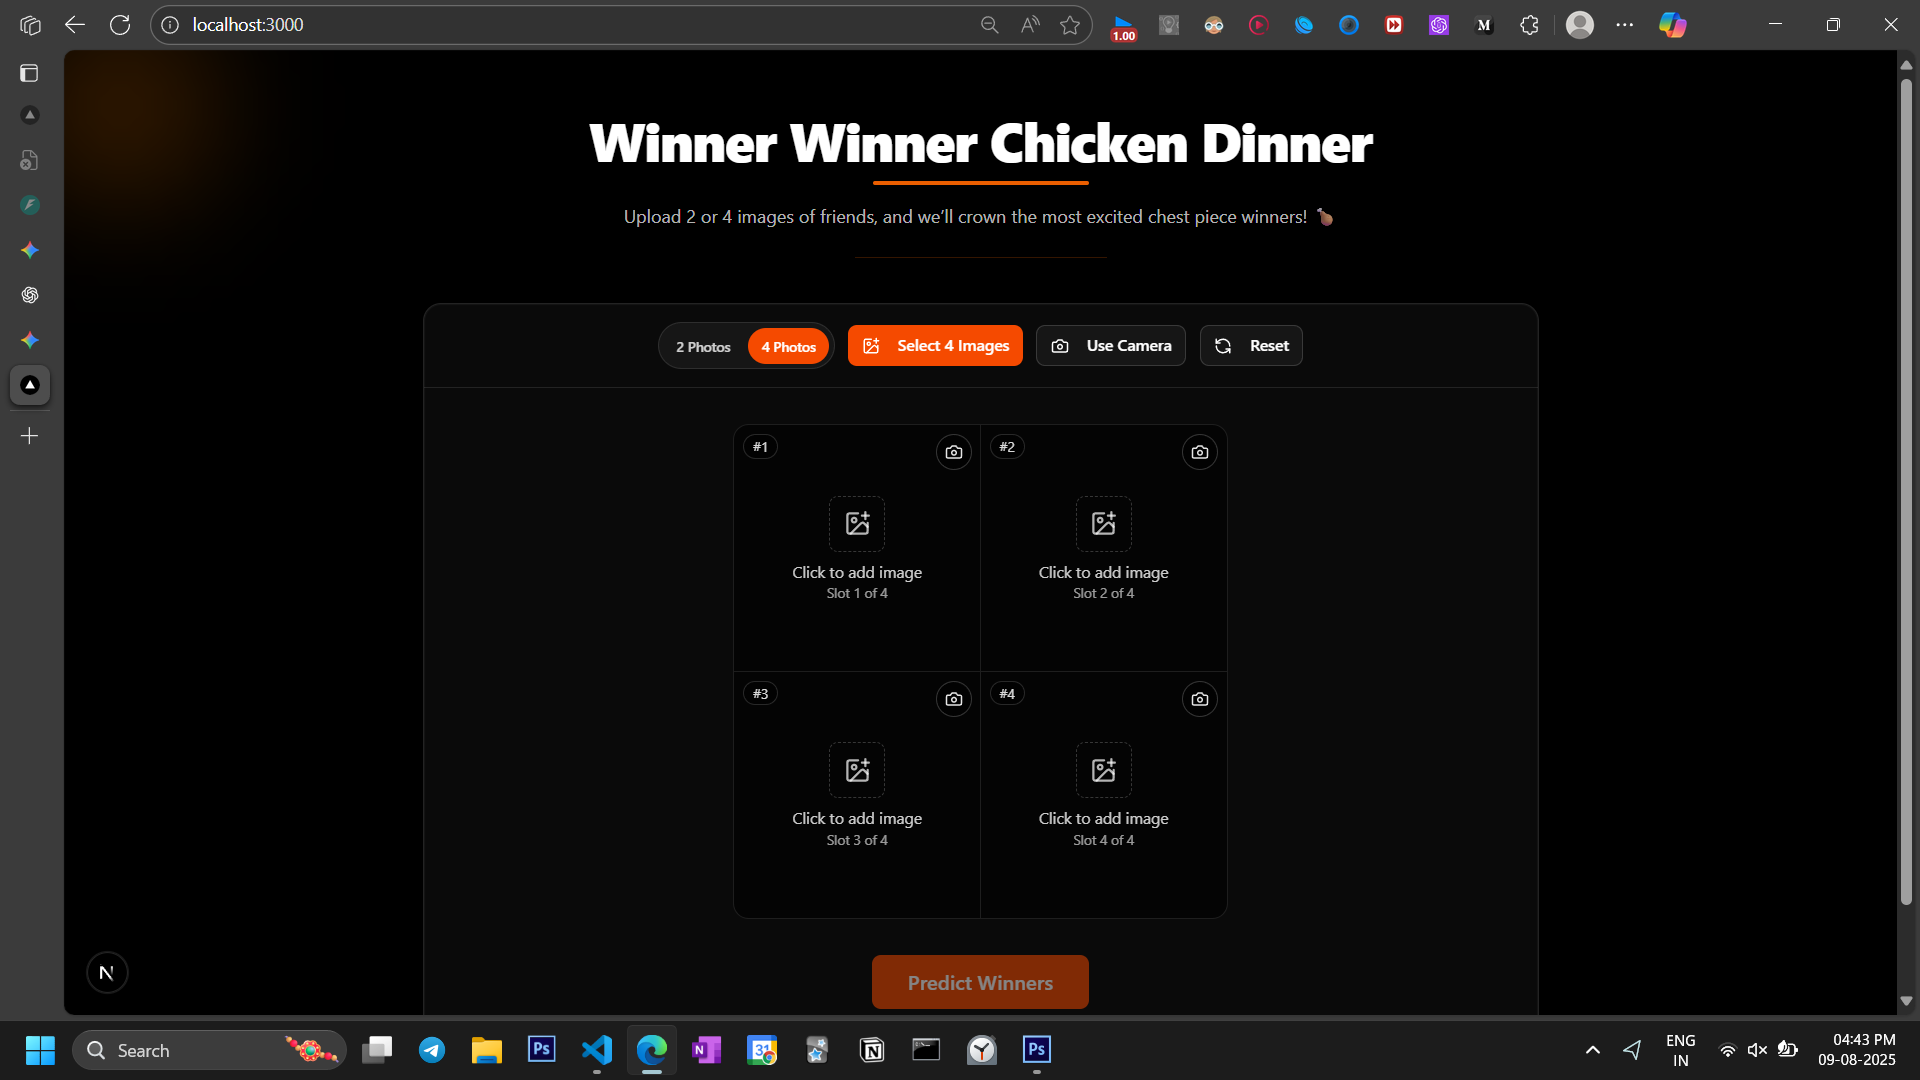 localhost:3000
1.00
M
Winner Winner Chicken Dinner
Upload 2 or 4 images of friends, and we'll crown the most excited chest piece winners! 🍗
2 Photos
4 Photos
Select 4 Images
Use Camera
Reset
#1
#2
Click to add image
Click to add image
Slot 1 of 4
Slot 2 of 4
#3
#4
Click to add image
Click to add image
Slot 3 of 4
Slot 4 of 4
N
Predict Winners
Search
Ps
N
31
N
Ps
ENG
IN
04:43 PM
09-08-2025